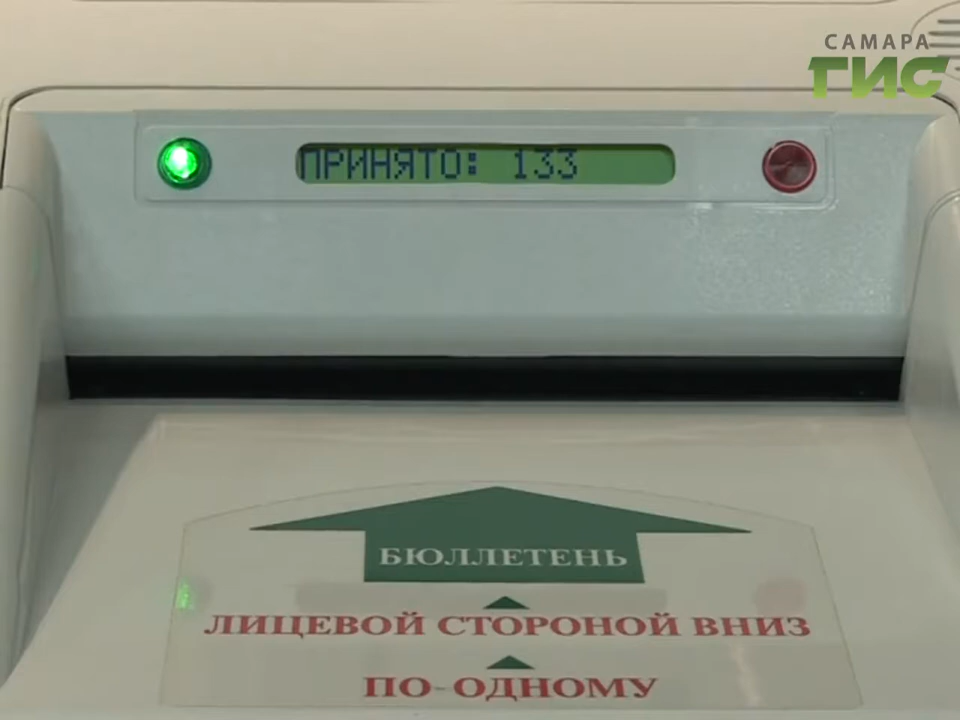 САМАРА
ГИС
ПРИНЯТО: 133
БЮЛЛЕТЕНЬ
ЛИЦЕВОЙ СТОРОНОЙ ВНИЗ
ПО-ОДНОМУ